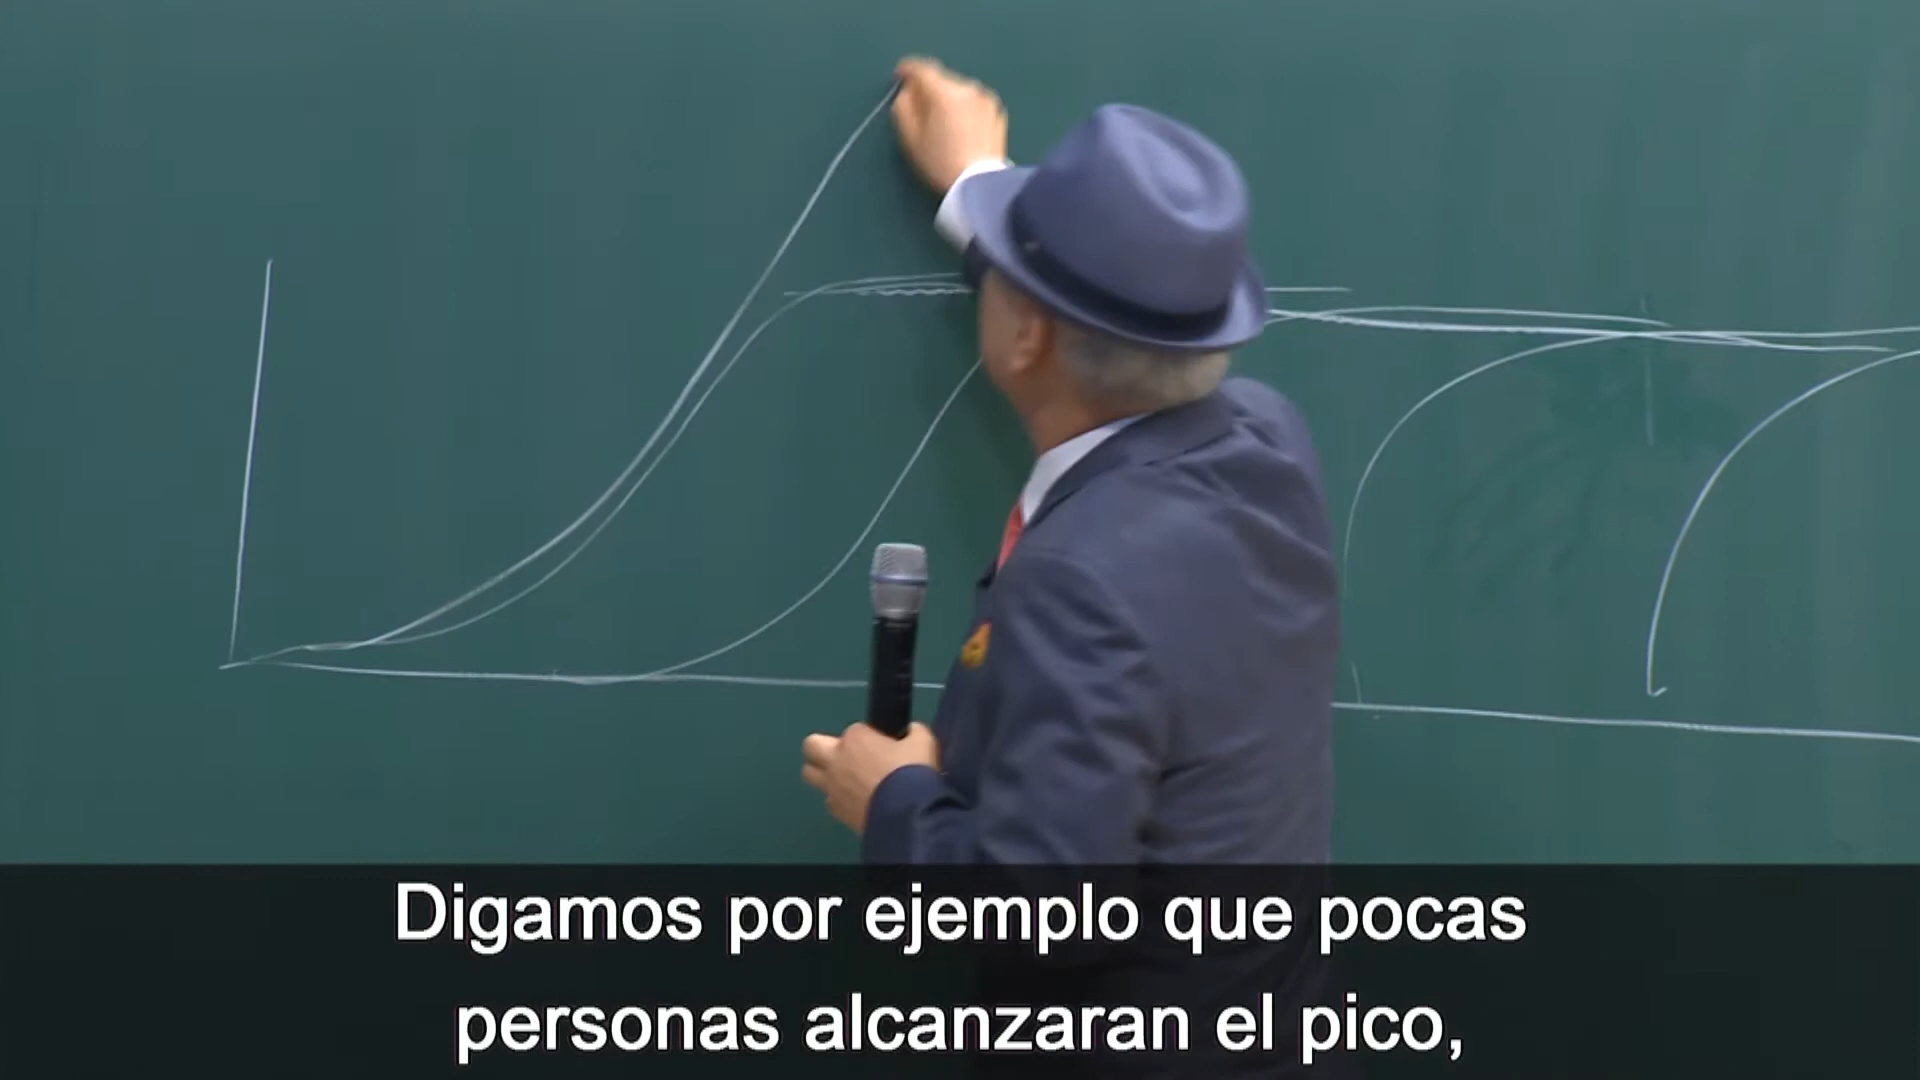 Digamos por ejemplo que pocas
personas alcanzaran el pico,